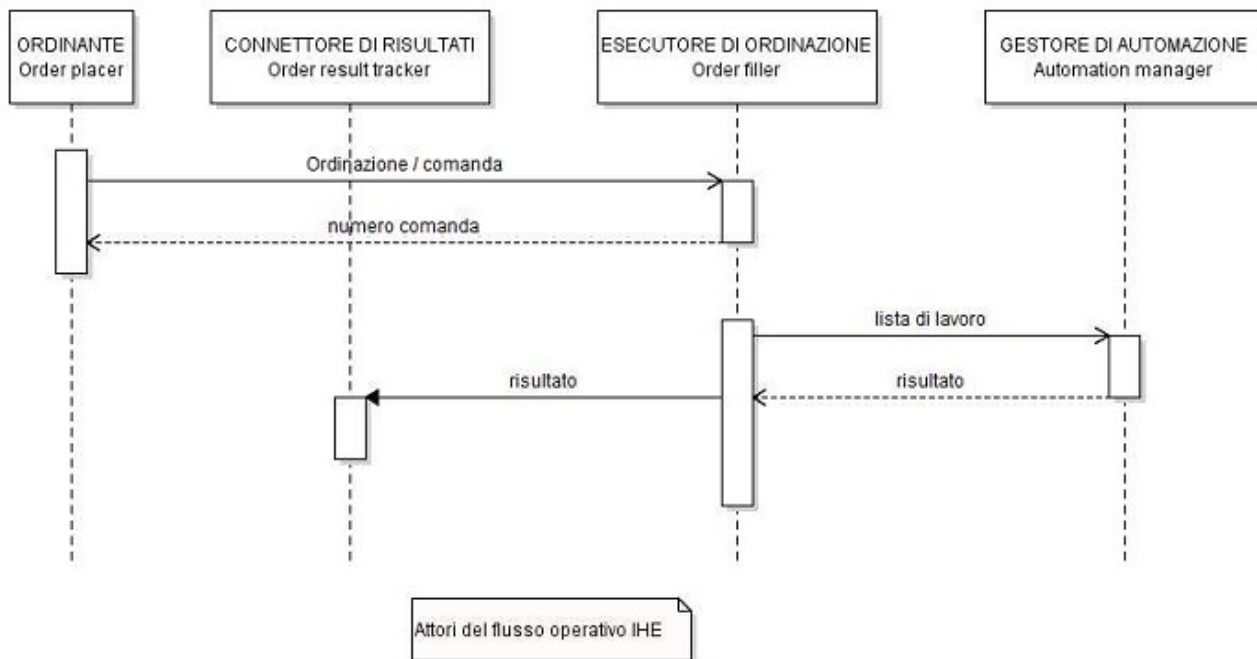 ORDINANTE
Order placer
CONNETTORE DI RISULTATI
Order result tracker
ESECUTORE DI ORDINAZIONE
Order filler
GESTORE DI AUTOMAZIONE
Automation manager
Ordinazione / comanda
numero comanda
lista di lavoro
risultato
risultato
Attori del flusso operativo IHE